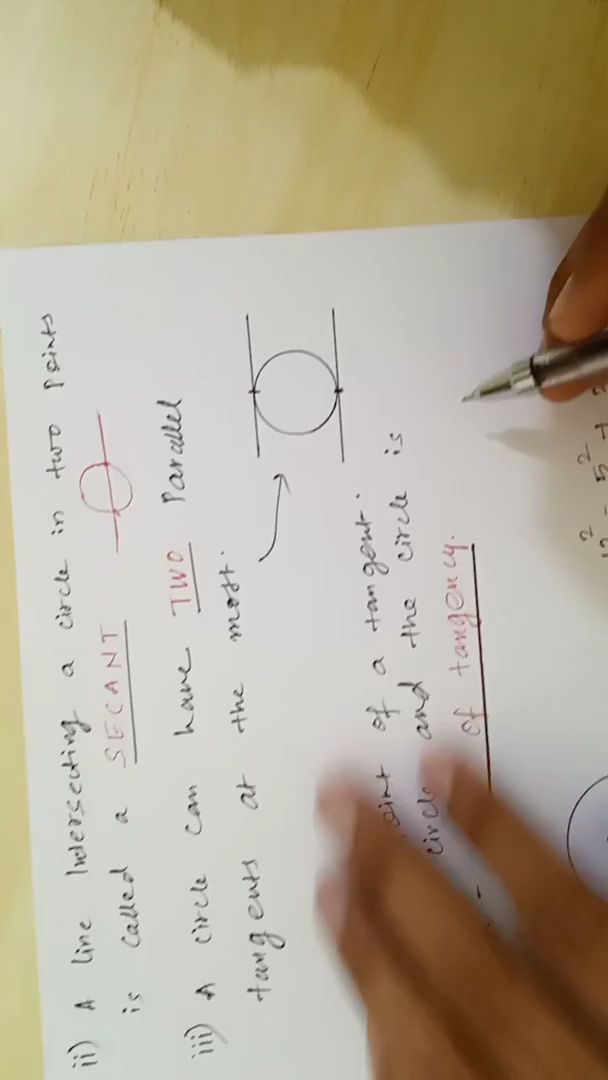 ii) A line Intersecting a circle in two points
is called a SECANT
iii) A circle can have TWO Parallel
tangents at the most.
of a tangent
and the circle is
of tangency.